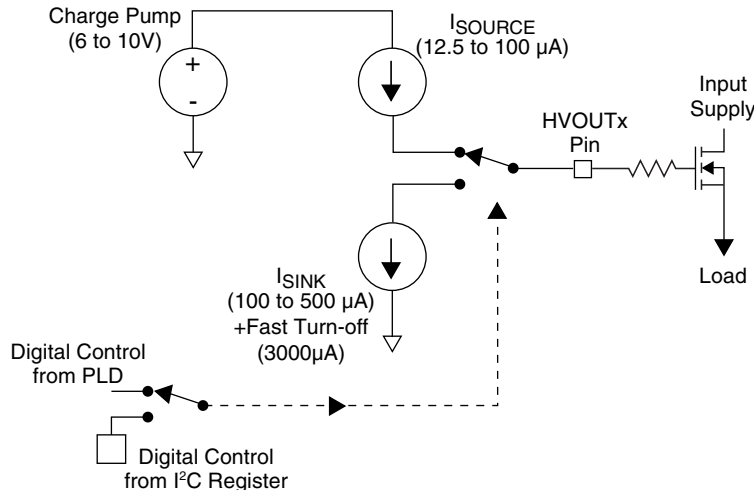 Charge Pump
(6 to 10V)
+
-
ISOURCE
(12.5 to 100 µA)
Input
Supply
HVOUTx
Pin
Load
ISINK
(100 to 500 µA)
+Fast Turn-off
(3000µA)
Digital Control
from PLD
Digital Control
from I²C Register